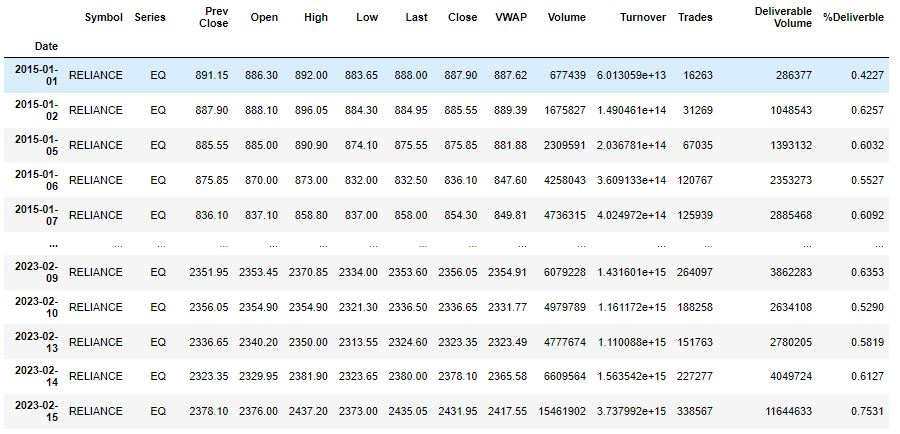 Symbol Series Prev Close Open High Low Last Close VWAP Volume Turnover Trades Deliverable Volume %Deliverble
Date
2015-01-01 RELIANCE EQ 891.15 886.30 892.00 883.65 888.00 887.90 887.62 677439 6.013059e+13 16263 286377 0.4227
2015-01-02 RELIANCE EQ 887.90 888.10 896.05 884.30 884.95 885.55 889.39 1675827 1.490461e+14 31269 1048543 0.6257
2015-01-05 RELIANCE EQ 885.55 885.00 890.90 874.10 875.55 875.85 881.88 2309591 2.036781e+14 67035 1393132 0.6032
2015-01-06 RELIANCE EQ 875.85 870.00 873.00 832.00 832.50 836.10 847.60 4258043 3.609133e+14 120767 2353273 0.5527
2015-01-07 RELIANCE EQ 836.10 837.10 858.80 837.00 858.00 854.30 849.81 4736315 4.024972e+14 125939 2885468 0.6092
... ... ... ... ... ... ... ... ... ... ... ... ... ... ...
2023-02-09 RELIANCE EQ 2351.95 2353.45 2370.85 2334.00 2353.60 2356.05 2354.91 6079228 1.431601e+15 264097 3862283 0.6353
2023-02-10 RELIANCE EQ 2356.05 2354.90 2354.90 2321.30 2336.50 2336.65 2331.77 4979789 1.161172e+15 188258 2634108 0.5290
2023-02-13 RELIANCE EQ 2336.65 2340.20 2350.00 2313.55 2324.60 2323.35 2323.49 4777674 1.110088e+15 151763 2780205 0.5819
2023-02-14 RELIANCE EQ 2323.35 2329.95 2381.90 2323.65 2380.00 2378.10 2365.58 6609564 1.563542e+15 227277 4049724 0.6127
2023-02-15 RELIANCE EQ 2378.10 2376.00 2437.20 2373.00 2435.05 2431.95 2417.55 15461902 3.737992e+15 338567 11644633 0.7531